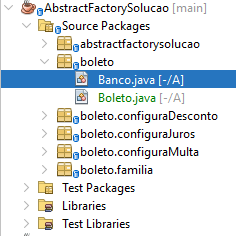 AbstractFactorySolucao [main]
Source Packages
abstractfactorysolucao
boleto
Banco.java [-/A]
Boleto.java [-/A]
boleto.configuraDesconto
boleto.configuraJuros
boleto.configuraMulta
boleto.familia
Test Packages
Libraries
Test Libraries